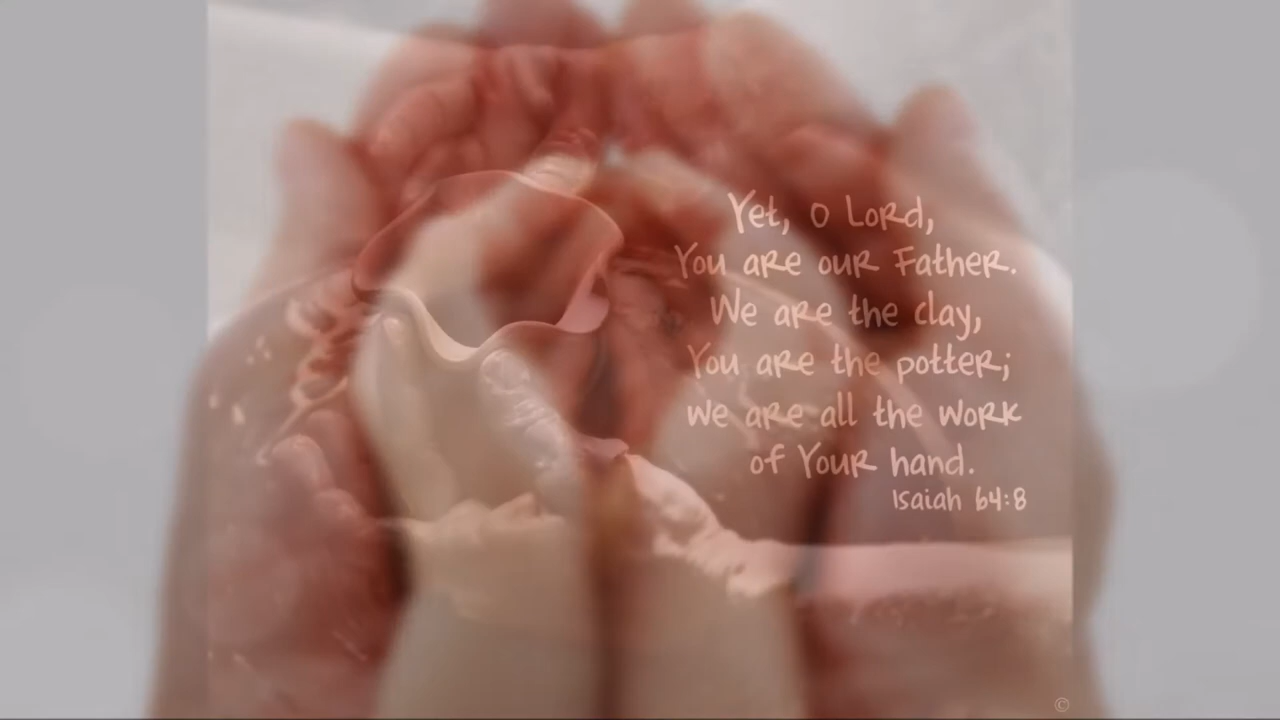 Yet, O Lord,
You are our Father.
We are the clay,
You are the potter;
we are all the work
of Your hand.
Isaiah 64:8
©